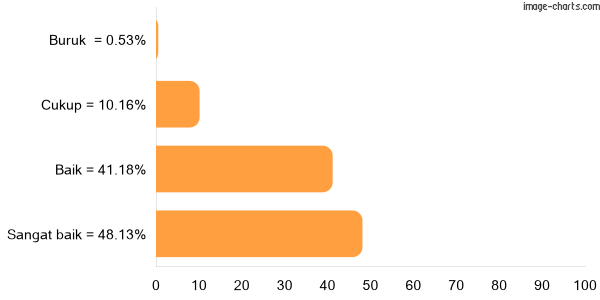 image-charts.com
Buruk = 0.53%
Cukup = 10.16%
Baik = 41.18%
Sangat baik = 48.13%
0 10 20 30 40 50 60 70 80 90 100